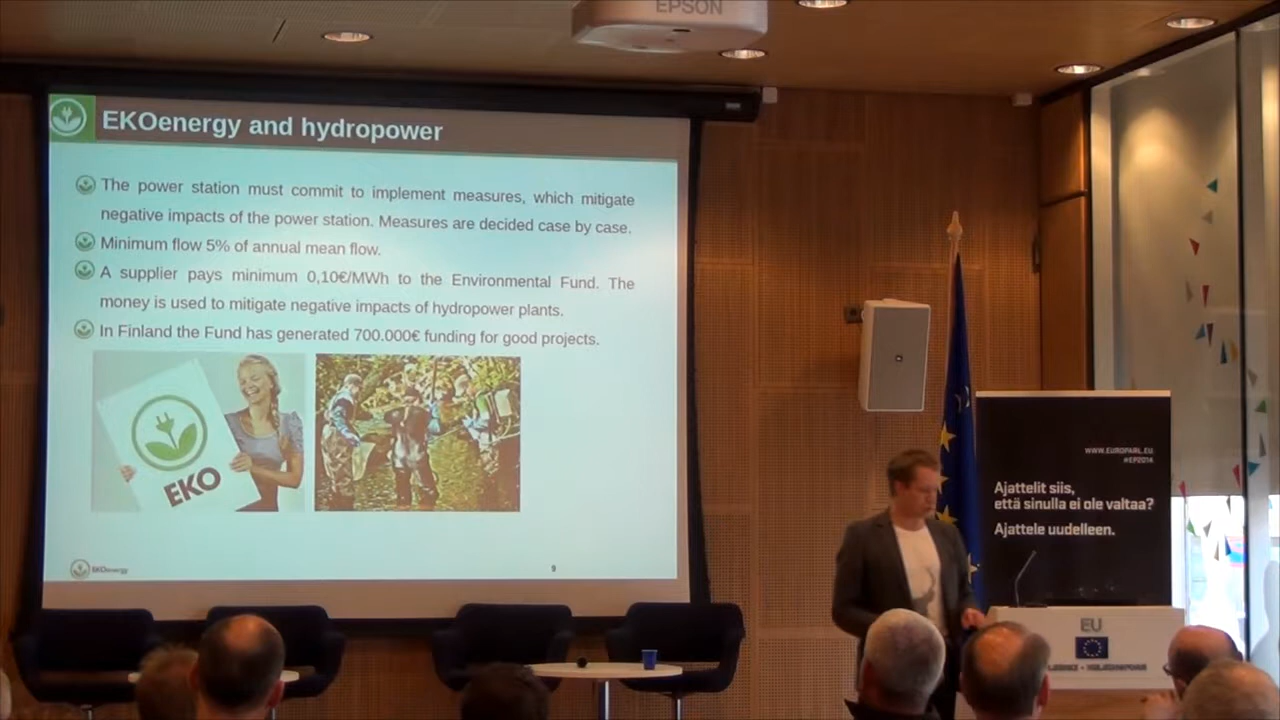 EPSON
EKOenergy and hydropower
The power station must commit to implement measures, which mitigate
negative impacts of the power station. Measures are decided case by case.
Minimum flow 5% of annual mean flow.
A supplier pays minimum 0,10€/MWh to the Environmental Fund. The
money is used to mitigate negative impacts of hydropower plants.
In Finland the Fund has generated 700.000€ funding for good projects.
EKO
EKOenergy
9
WWW.EUROPARL.EU
#EP2014
Ajattelit siis,
että sinulla ei ole valtaa?
Ajattele uudelleen.
EU